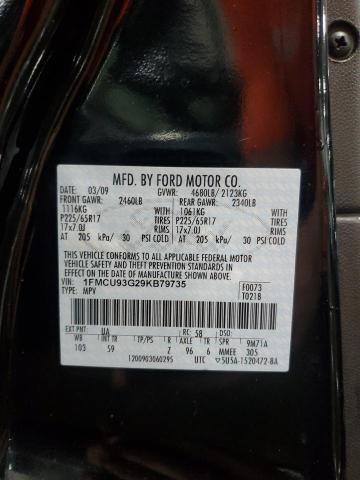 MFD. BY FORD MOTOR CO.
DATE: 03/09 GVWR: 4680LB/ 2123KG
FRONT GAWR: 2460LB REAR GAWR: 2340LB
1116KG WITH 1061KG WITH
P225/65R17 TIRES P225/65R17 TIRES
17x7.0J RIMS 17x7.0J RIMS
AT 205 kPa/ 30 PSI COLD AT 205 kPa/ 30 PSI COLD
THIS VEHICLE CONFORMS TO ALL APPLICABLE FEDERAL MOTOR
VEHICLE SAFETY AND THEFT PREVENTION STANDARDS IN EFFECT
ON THE DATE OF MANUFACTURE SHOWN ABOVE.
VIN: 1FMCU93G29KB79735 F0073
TYPE: MPV T0218
EXT PNT: UA RC: 58 DSO:
WB INT TR TP/PS R AXLE TR SPR 9M71A
103 59 Z 96 6 MMEE 305
1200903060295 UTC 5U5A-1520472-BA